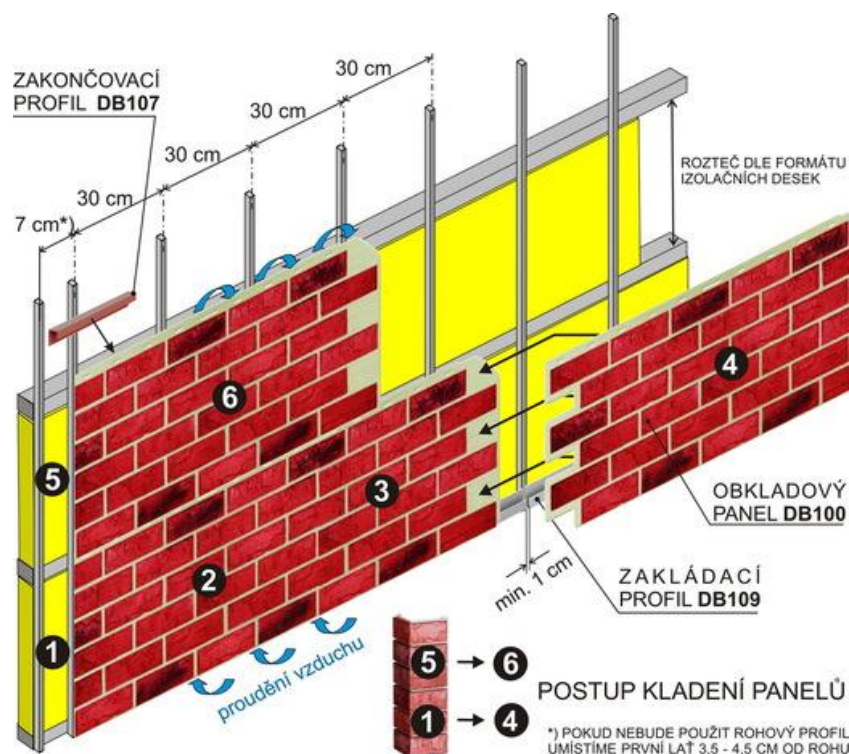 ZAKONČOVACÍ
PROFIL DB107
30 cm
30 cm
30 cm
30 cm
7 cm*)
ROZTEČ DLE FORMÁTU
IZOLAČNÍCH DESEK
4
6
5
3
2
1
OBKLADOVÝ
PANEL DB100
min. 1 cm
ZAKLÁDACÍ
PROFIL DB109
proudění vzduchu
5 → 6
1 → 4
POSTUP KLADENÍ PANELŮ
*) POKUD NEBUDE POUŽIT ROHOVÝ PROFIL
UMÍSTÍME PRVNÍ LAŤ 3,5 - 4,5 CM OD ROHU